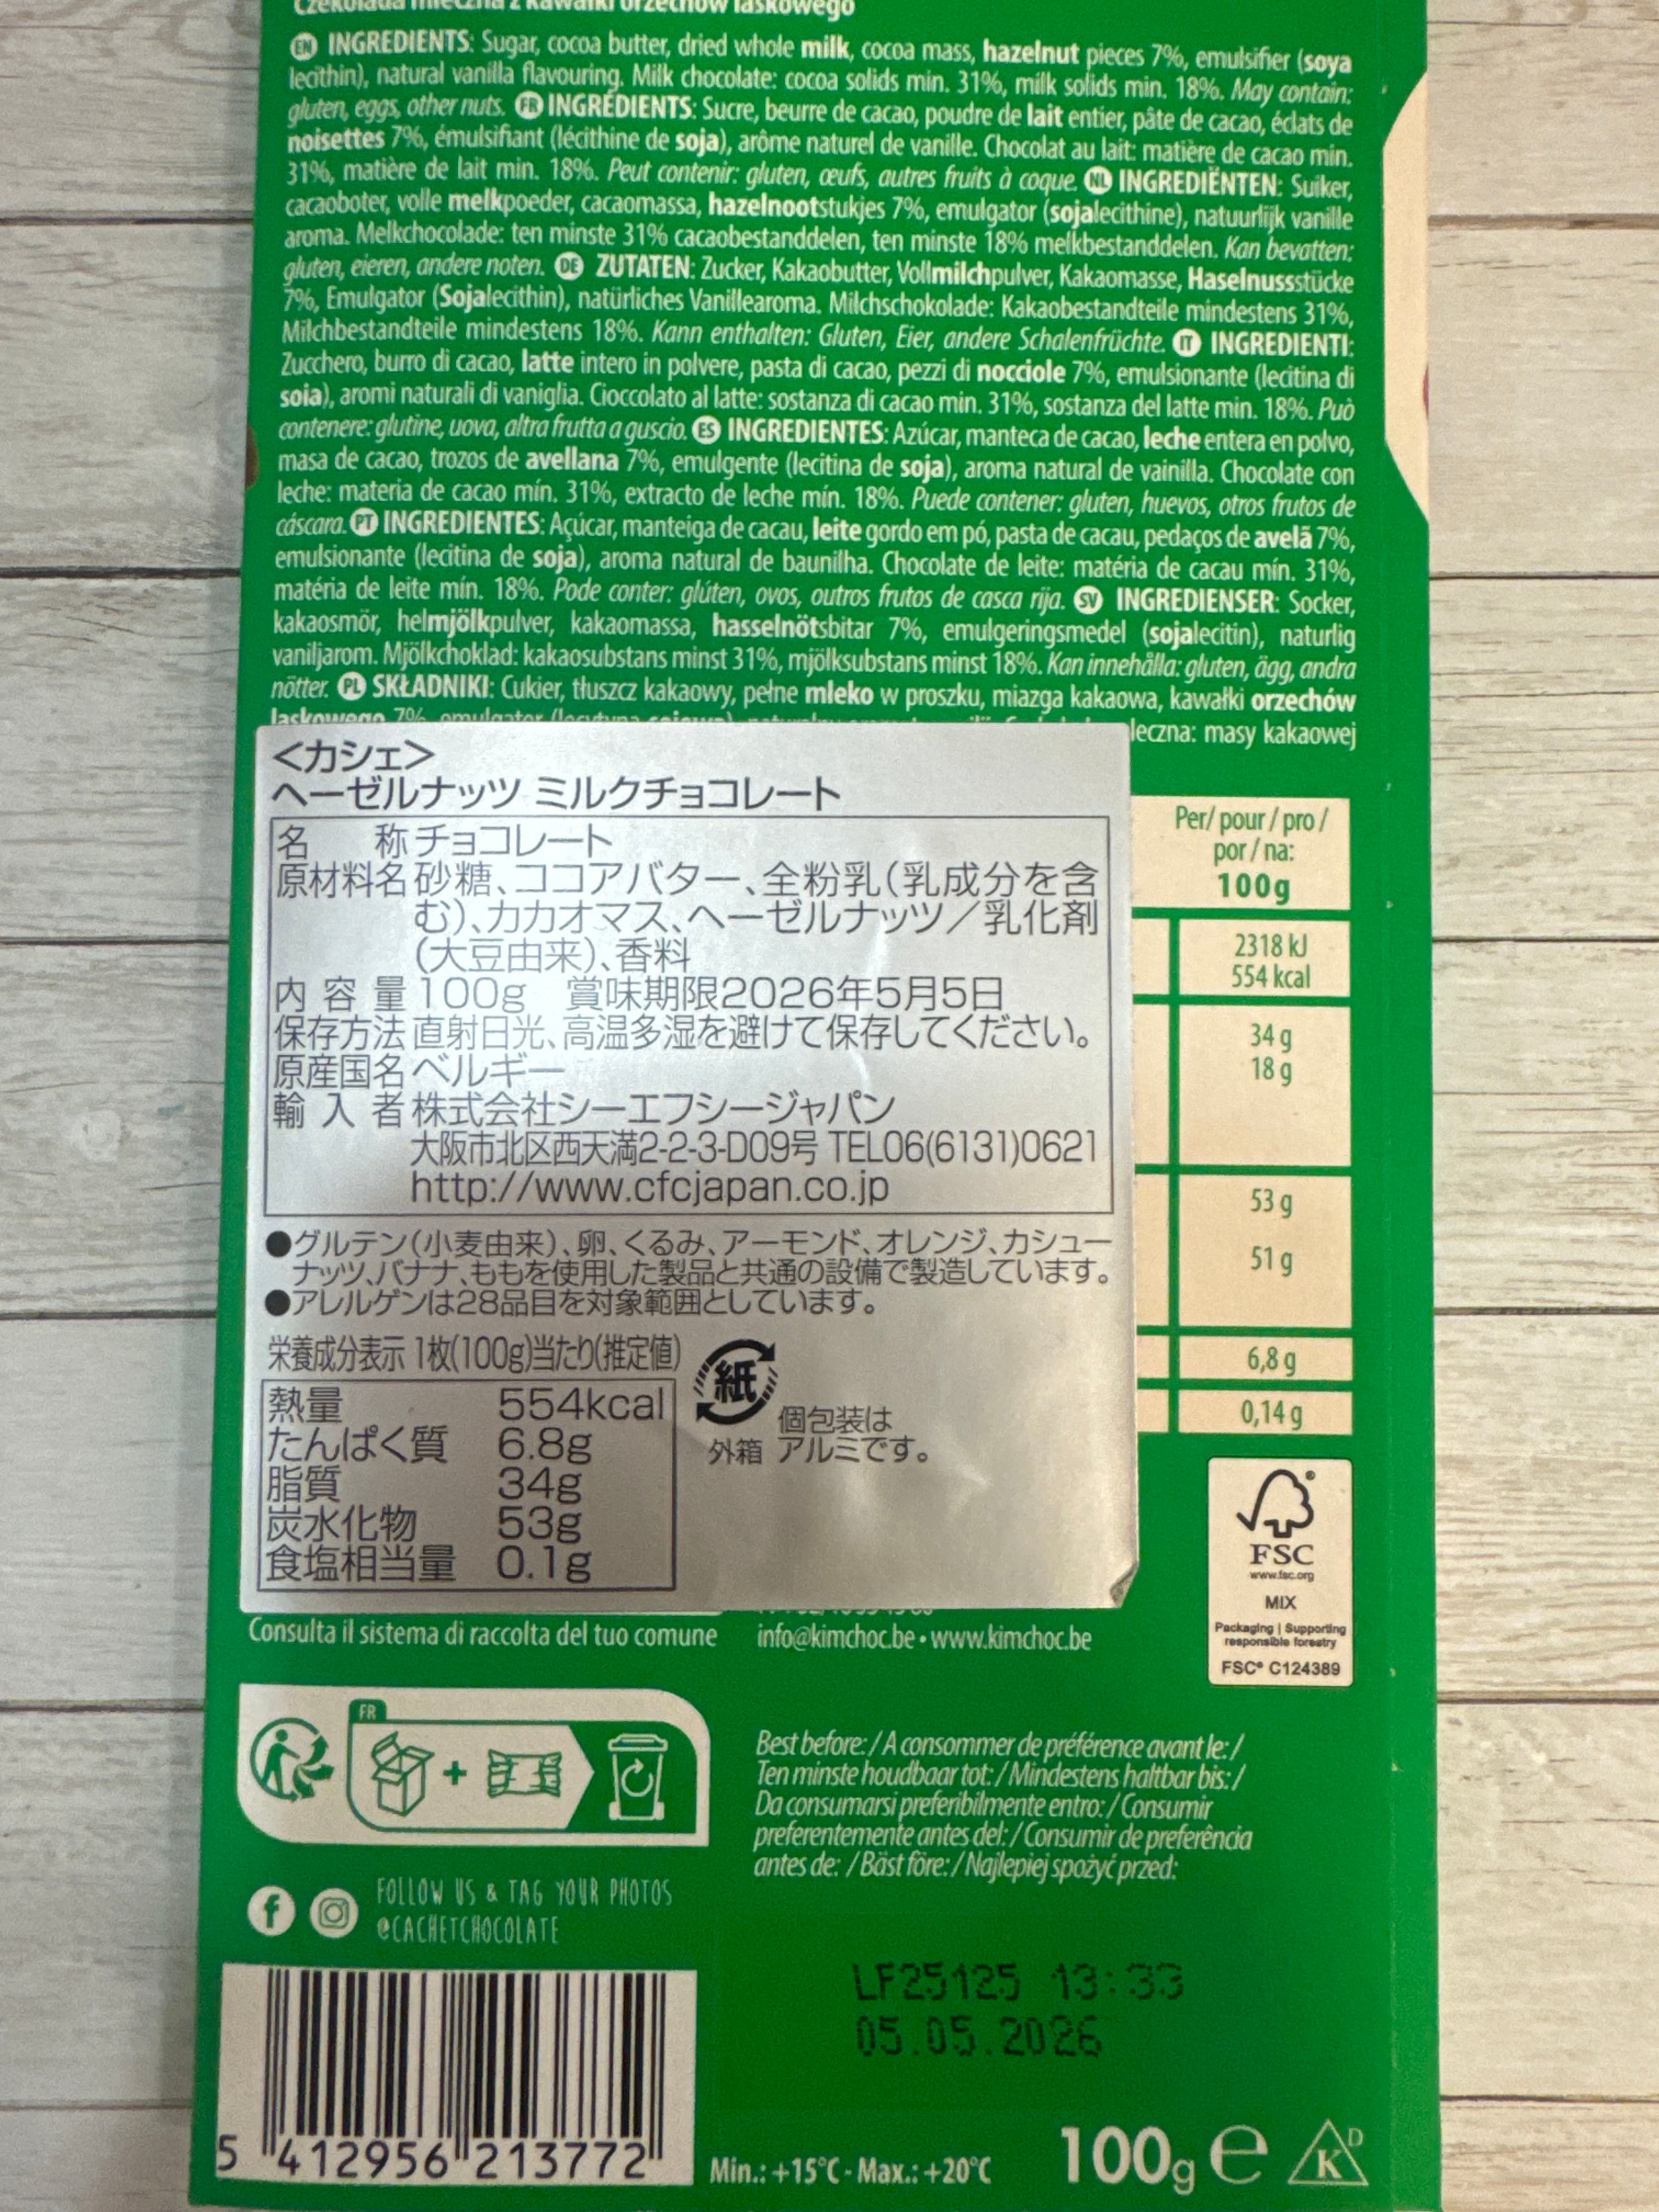 Czekolada mleczna z kawałki orzechów laskowego
EN INGREDIENTS: Sugar, cocoa butter, dried whole milk, cocoa mass, hazelnut pieces 7%, emulsifier (soya
lecithin), natural vanilla flavouring. Milk chocolate: cocoa solids min. 31%, milk solids min. 18%. May contain:
gluten, eggs, other nuts. FR INGRÉDIENTS: Sucre, beurre de cacao, poudre de lait entier, pâte de cacao, éclats de
noisettes 7%, émulsifiant (lécithine de soja), arôme naturel de vanille. Chocolat au lait: matière de cacao min.
31%, matière de lait min. 18%. Peut contenir: gluten, œufs, autres fruits à coque. NL INGREDIËNTEN: Suiker,
cacaoboter, volle melkpoeder, cacaomassa, hazelnootstukjes 7%, emulgator (sojalecithine), natuurlijk vanille
aroma. Melkchocolade: ten minste 31% cacaobestanddelen, ten minste 18% melkbestanddelen. Kan bevatten:
gluten, eieren, andere noten. DE ZUTATEN: Zucker, Kakaobutter, Vollmilchpulver, Kakaomasse, Haselnussstücke
7%, Emulgator (Sojalecithin), natürliches Vanillearoma. Milchschokolade: Kakaobestandteile mindestens 31%,
Milchbestandteile mindestens 18%. Kann enthalten: Gluten, Eier, andere Schalenfrüchte. IT INGREDIENTI:
Zucchero, burro di cacao, latte intero in polvere, pasta di cacao, pezzi di nocciole 7%, emulsionante (lecitina di
soia), aromi naturali di vaniglia. Cioccolato al latte: sostanza di cacao min. 31%, sostanza del latte min. 18%. Può
contenere: glutine, uova, altra frutta a guscio. ES INGREDIENTES: Azúcar, manteca de cacao, leche entera en polvo,
masa de cacao, trozos de avellana 7%, emulgente (lecitina de soja), aroma natural de vainilla. Chocolate con
leche: materia de cacao mín. 31%, extracto de leche mín. 18%. Puede contener: gluten, huevos, otros frutos de
cáscara. PT INGREDIENTES: Açúcar, manteiga de cacau, leite gordo em pó, pasta de cacau, pedaços de avelã 7%,
emulsionante (lecitina de soja), aroma natural de baunilha. Chocolate de leite: matéria de cacau mín. 31%,
matéria de leite mín. 18%. Pode conter: glúten, ovos, outros frutos de casca rija. SV INGREDIENSER: Socker,
kakaosmör, helmjölkpulver, kakaomassa, hasselnötsbitar 7%, emulgeringsmedel (sojalecitin), naturlig
vaniljarom. Mjölkchoklad: kakaosubstans minst 31%, mjölksubstans minst 18%. Kan innehålla: gluten, ägg, andra
nötter. PL SKŁADNIKI: Cukier, tłuszcz kakaowy, pełne mleko w proszku, miazga kakaowa, kawałki orzechów
laskowego 7%, emulgator (lecytyna sojowa), leczna: masy kakaowej
<カシェ>
ヘーゼルナッツ ミルクチョコレート
名 称 チョコレート
原材料名 砂糖、ココアバター、全粉乳(乳成分を含
む)、カカオマス、ヘーゼルナッツ/乳化剤
(大豆由来)、香料
内 容 量 100g 賞味期限2026年5月5日
保存方法 直射日光、高温多湿を避けて保存してください。
原産国名 ベルギー
輸 入 者 株式会社シーエフシージャパン
大阪市北区西天満2-2-3-D09号 TEL06(6131)0621
http://www.cfcjapan.co.jp
●グルテン(小麦由来)、卵、くるみ、アーモンド、オレンジ、カシュー
ナッツ、バナナ、ももを使用した製品と共通の設備で製造しています。
●アレルゲンは28品目を対象範囲としています。
栄養成分表示 1枚(100g)当たり(推定値)
熱量 554kcal
たんぱく質 6.8g
脂質 34g
炭水化物 53g
食塩相当量 0.1g
紙
外箱
個包装は
アルミです。
Per/ pour / pro /
por / na:
100g
2318 kJ
554 kcal
34 g
18 g
53 g
51 g
6,8 g
0,14 g
FSC
www.fsc.org
MIX
Packaging | Supporting
responsible forestry
FSC® C124389
Consulta il sistema di raccolta del tuo comune
info@kimchoc.be • www.kimchoc.be
FR
+
Best before: / A consommer de préférence avant le: /
Ten minste houdbaar tot: / Mindestens haltbar bis: /
Da consumarsi preferibilmente entro: / Consumir
preferentemente antes del: / Consumir de preferência
antes de: / Bäst före: / Najlepiej spożyć przed:
FOLLOW US & TAG YOUR PHOTOS
@CACHETCHOCOLATE
LF25125 13:33
05.05.2026
5 412956 213772
Min.: +15°C - Max.: +20°C
100g e
K D